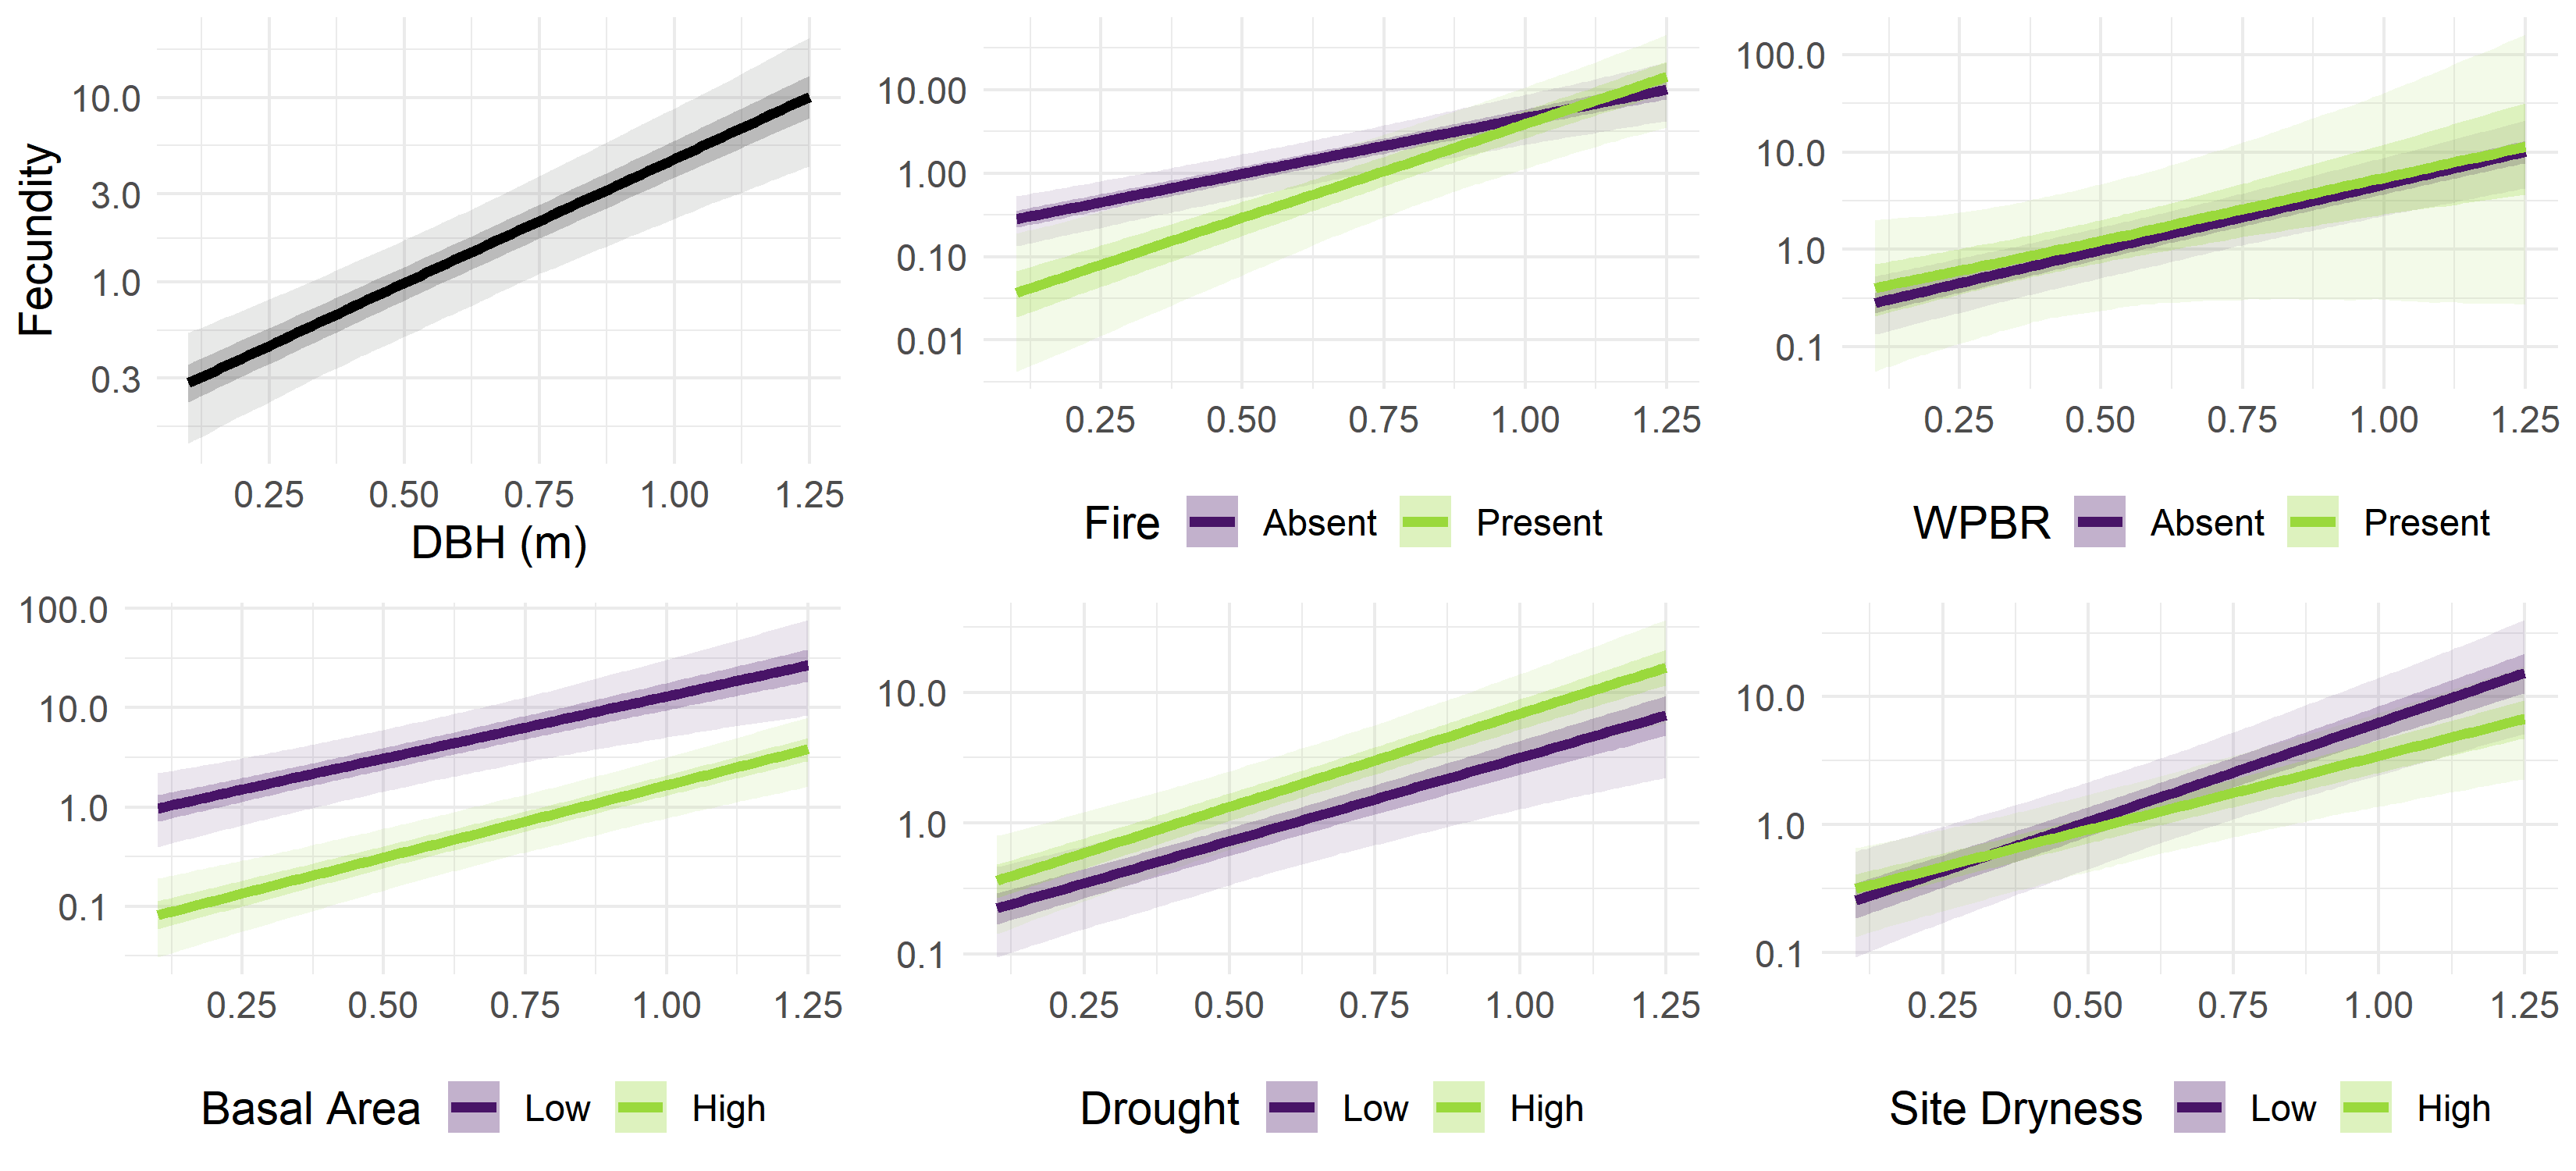 Fecundity
10.0
3.0
1.0
0.3
0.25 0.50 0.75 1.00 1.25
DBH (m)
10.00
1.00
0.10
0.01
0.25 0.50 0.75 1.00 1.25
Fire Absent Present
100.0
10.0
1.0
0.1
0.25 0.50 0.75 1.00 1.25
WPBR Absent Present
100.0
10.0
1.0
0.1
0.25 0.50 0.75 1.00 1.25
Basal Area Low High
10.0
1.0
0.1
0.25 0.50 0.75 1.00 1.25
Drought Low High
10.0
1.0
0.1
0.25 0.50 0.75 1.00 1.25
Site Dryness Low High